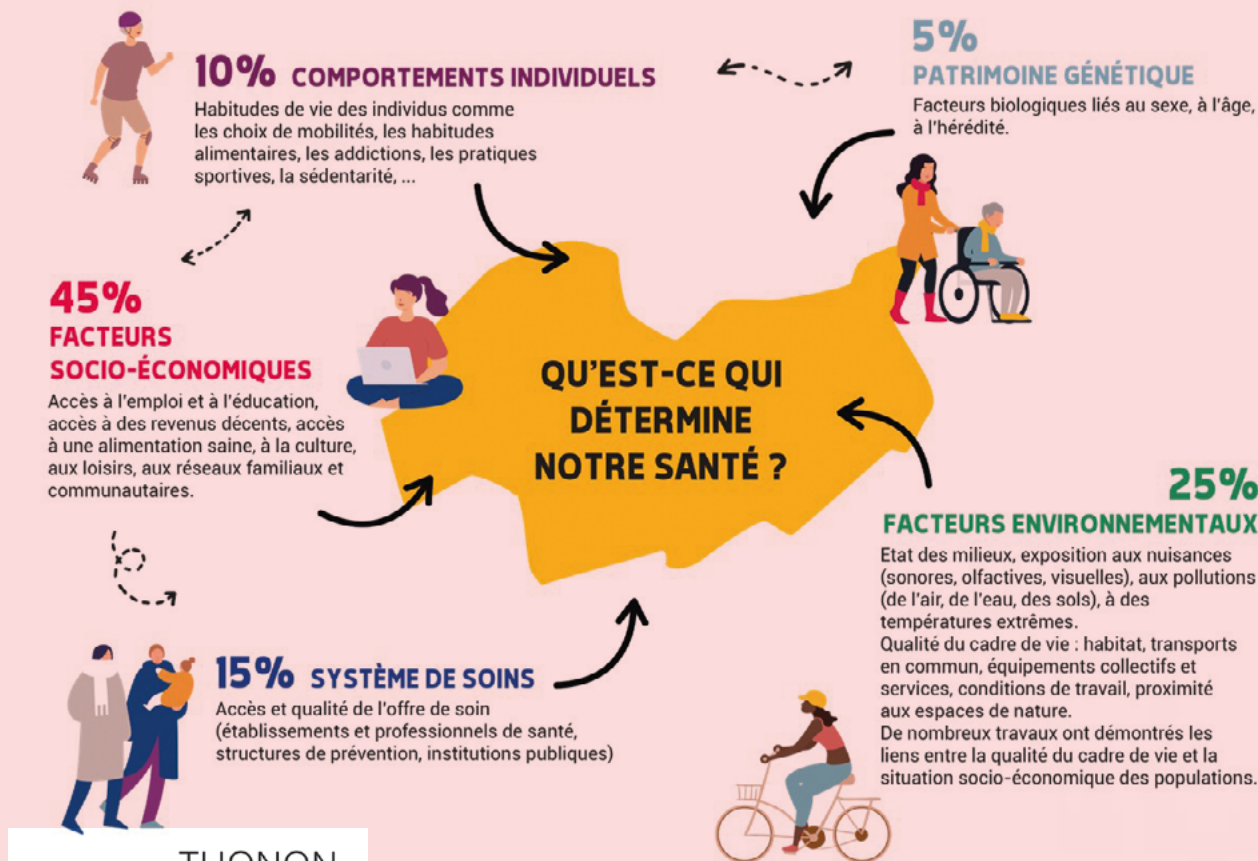 10% COMPORTEMENTS INDIVIDUELS
Habitudes de vie des individus comme
les choix de mobilités, les habitudes
alimentaires, les addictions, les pratiques
sportives, la sédentarité, ...
5%
PATRIMOINE GÉNÉTIQUE
Facteurs biologiques liés au sexe, à l'âge,
à l'hérédité.
45%
FACTEURS
SOCIO-ÉCONOMIQUES
Accès à l'emploi et à l'éducation,
accès à des revenus décents, accès
à une alimentation saine, à la culture,
aux loisirs, aux réseaux familiaux et
communautaires.
QU'EST-CE QUI
DÉTERMINE
NOTRE SANTÉ ?
25%
FACTEURS ENVIRONNEMENTAUX
Etat des milieux, exposition aux nuisances
(sonores, olfactives, visuelles), aux pollutions
(de l'air, de l'eau, des sols), à des
températures extrêmes.
Qualité du cadre de vie : habitat, transports
en commun, équipements collectifs et
services, conditions de travail, proximité
aux espaces de nature.
De nombreux travaux ont démontrés les
liens entre la qualité du cadre de vie et la
situation socio-économique des populations.
15% SYSTÈME DE SOINS
Accès et qualité de l'offre de soin
(établissements et professionnels de santé,
structures de prévention, institutions publiques)
THONON